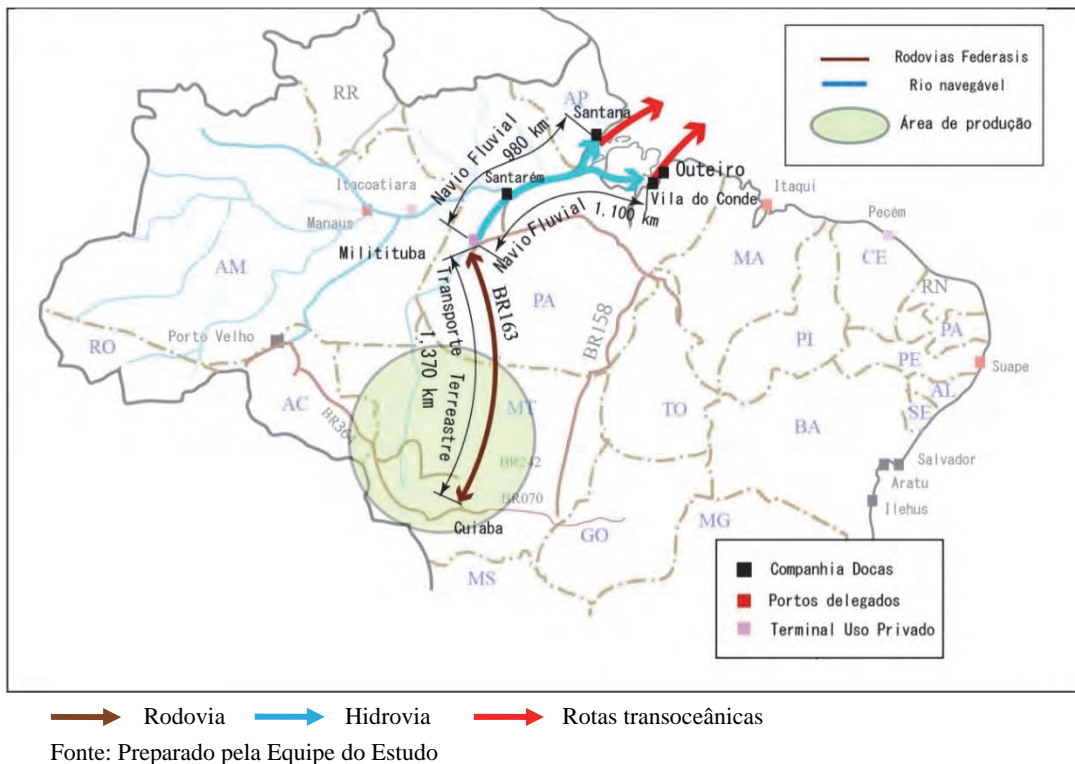 Rodovias Federasis
Rio navegável
Área de produção
RR
AP
Santana
Navio Fluvial
980 km
Itocoatiara
Santarém
Outeiro
Vila do Conde
Itaqui
Manaus
Navio Fluvial
1,100 km
Pecém
Militituba
AM
MA
CE
PA
RN
BR163
Transporte Terreastre
1,370 km
BR158
Porto Velho
PI
PA
RO
PE
Suape
AC
MT
TO
AL
BR364
BA
SE
BR242
Salvador
Aratu
BR070
Ilehus
Cuiaba
GO
MG
MS
Companhia Docas
Portos delegados
Terminal Uso Privado
Rodovia
Hidrovia
Rotas transoceânicas
Fonte: Preparado pela Equipe do Estudo